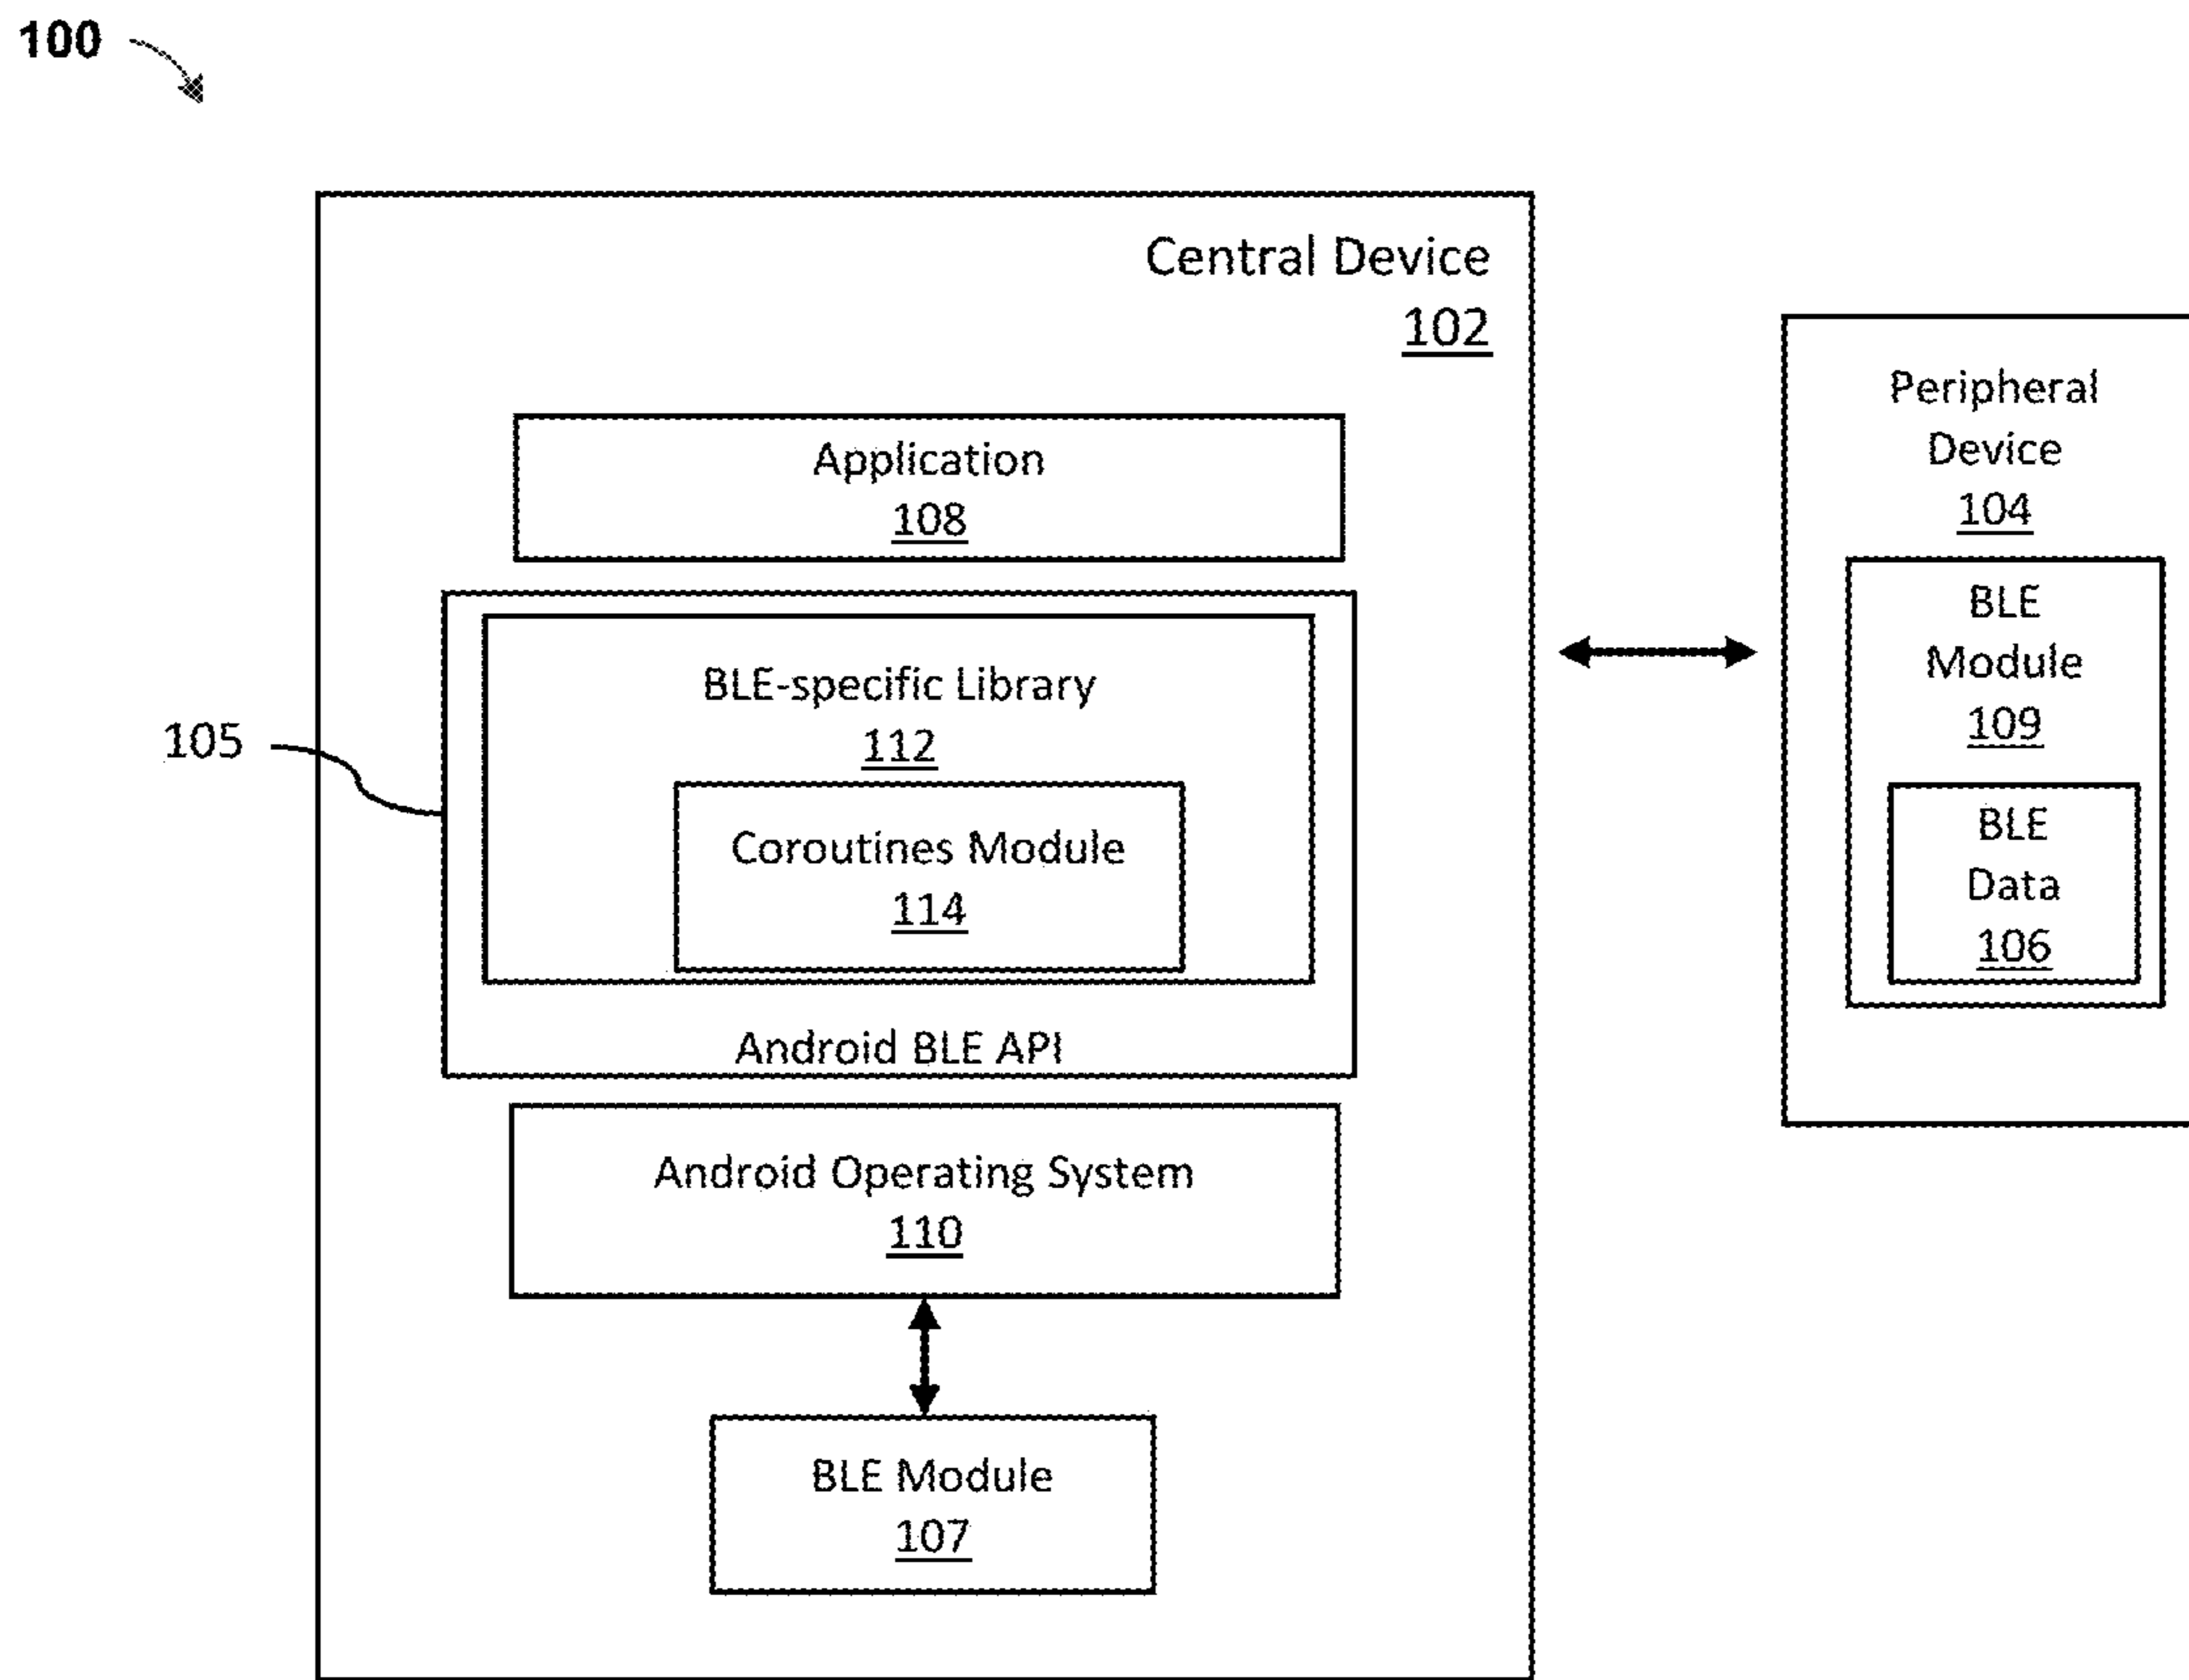 100
Central Device
102
Application
108
BLE-specific Library
112
Coroutines Module
114
Android BLE API
105
Android Operating System
110
BLE Module
107
Peripheral
Device
104
BLE
Module
109
BLE
Data
106